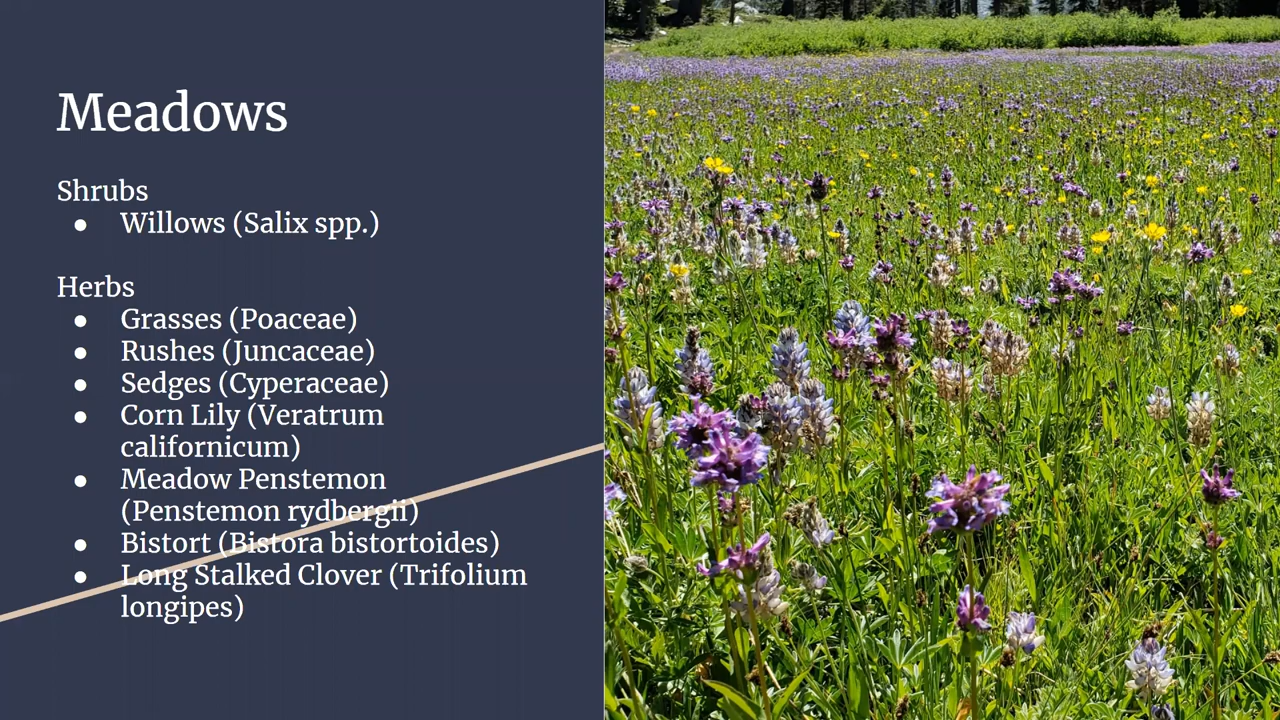 Meadows
Shrubs
● Willows (Salix spp.)
Herbs
● Grasses (Poaceae)
● Rushes (Juncaceae)
● Sedges (Cyperaceae)
● Corn Lily (Veratrum
californicum)
● Meadow Penstemon
(Penstemon rydbergii)
● Bistort (Bistora bistortoides)
● Long Stalked Clover (Trifolium
longipes)